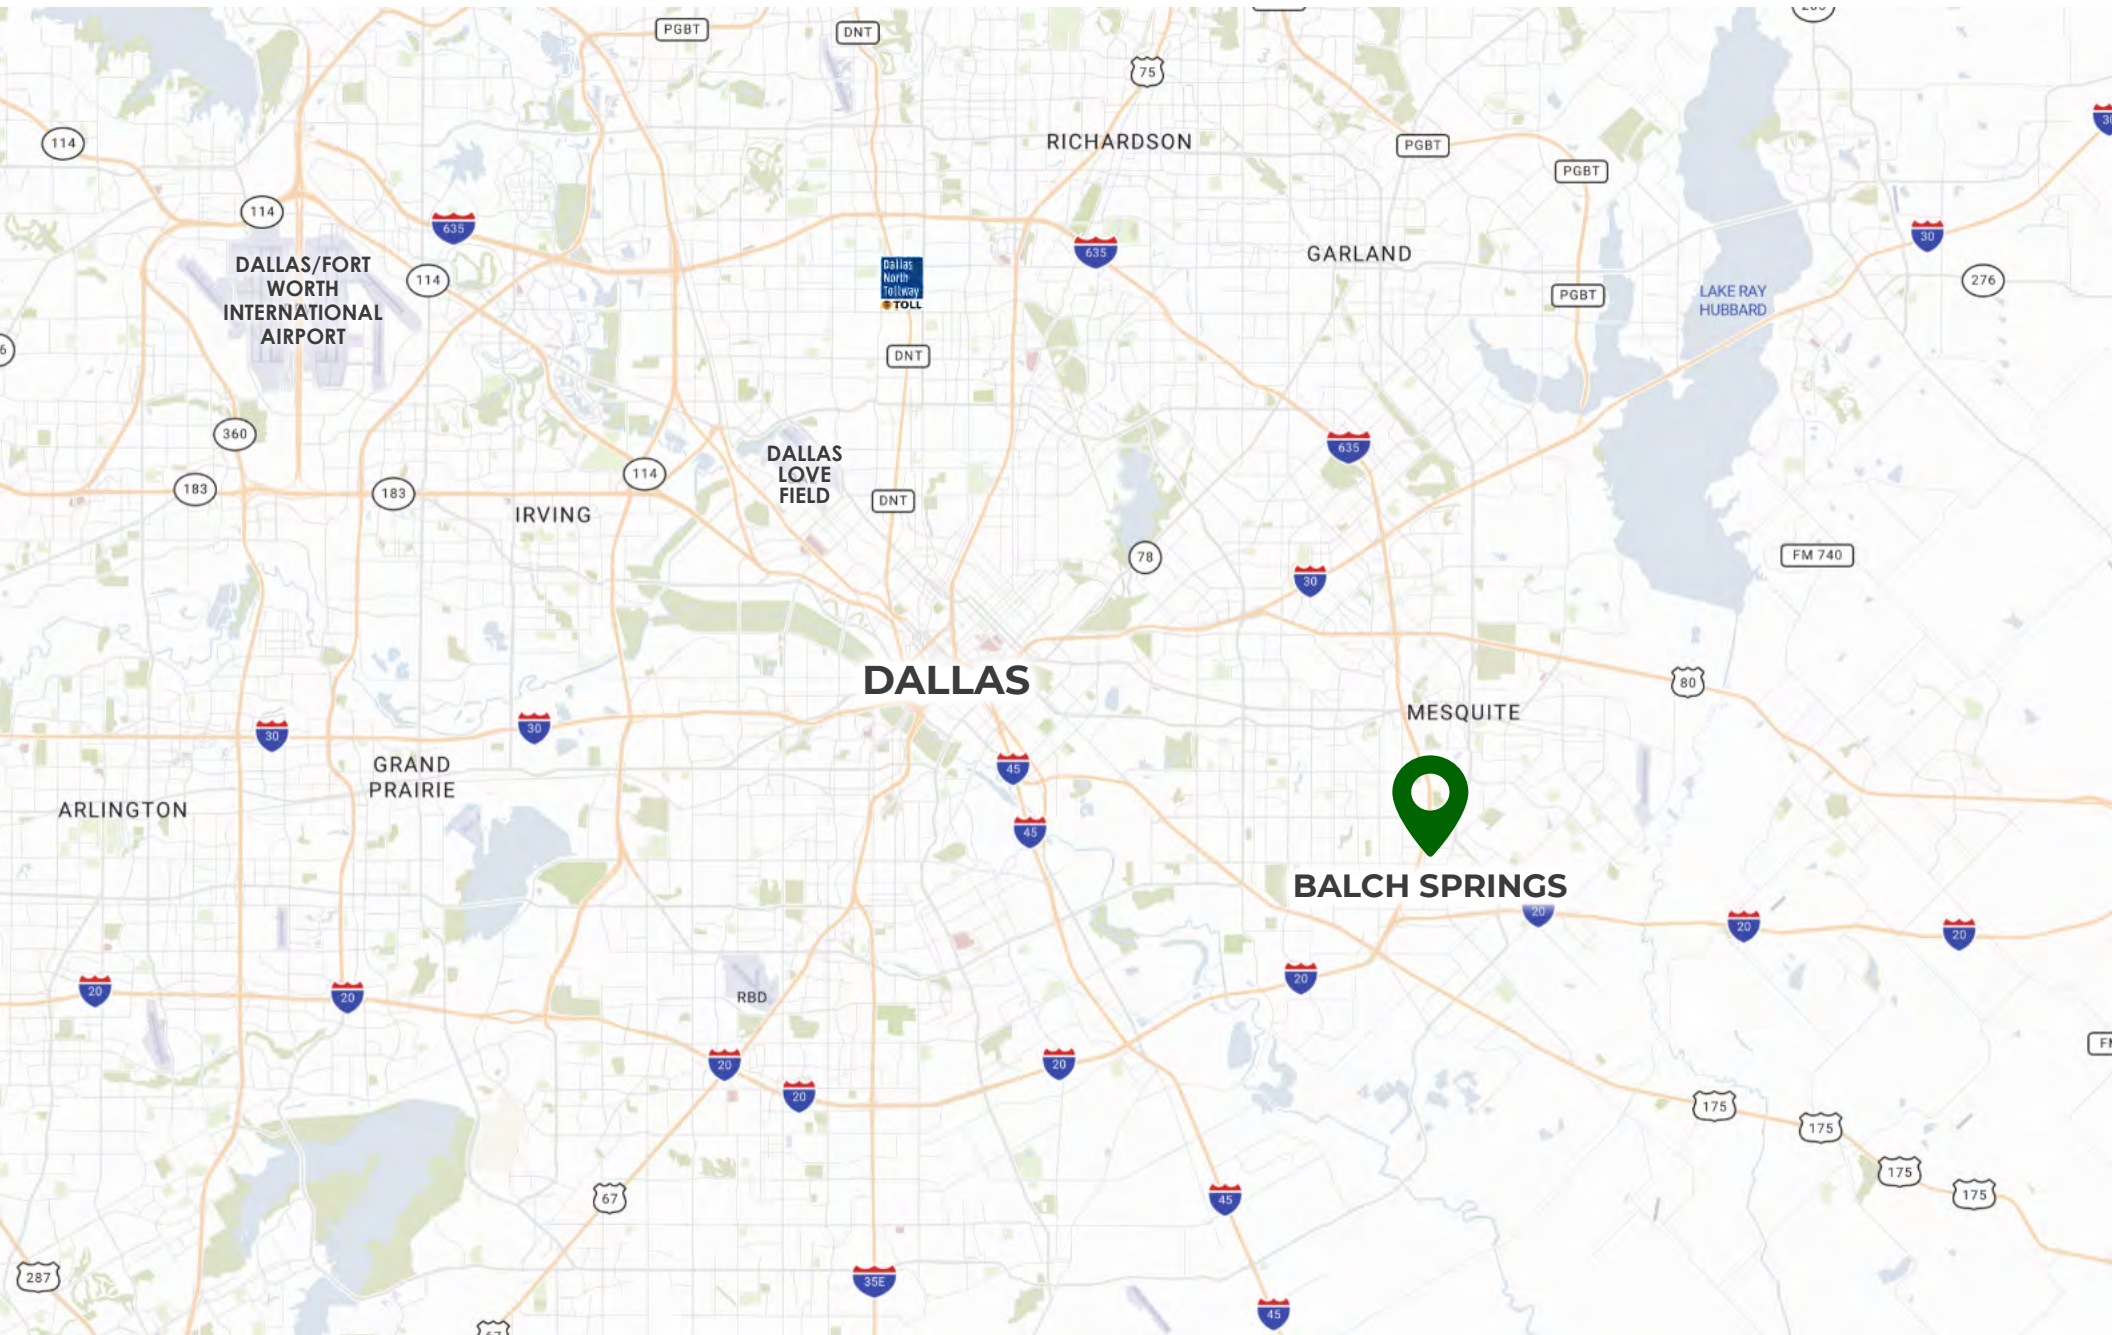 PGBT
DNT
75
114
RICHARDSON
PGBT
PGBT
114
635
30
635
GARLAND
DALLAS/FORT
WORTH
INTERNATIONAL
AIRPORT
114
Dallas
North
Tollway
TOLL
PGBT
LAKE RAY
HUBBARD
276
DNT
360
635
DALLAS
LOVE
FIELD
114
183
183
DNT
IRVING
78
FM 740
30
30
DALLAS
80
MESQUITE
30
30
GRAND
PRAIRIE
45
ARLINGTON
45
BALCH SPRINGS
20
20
20
20
20
20
RBD
20
20
20
175
175
175
175
67
45
287
35E
45